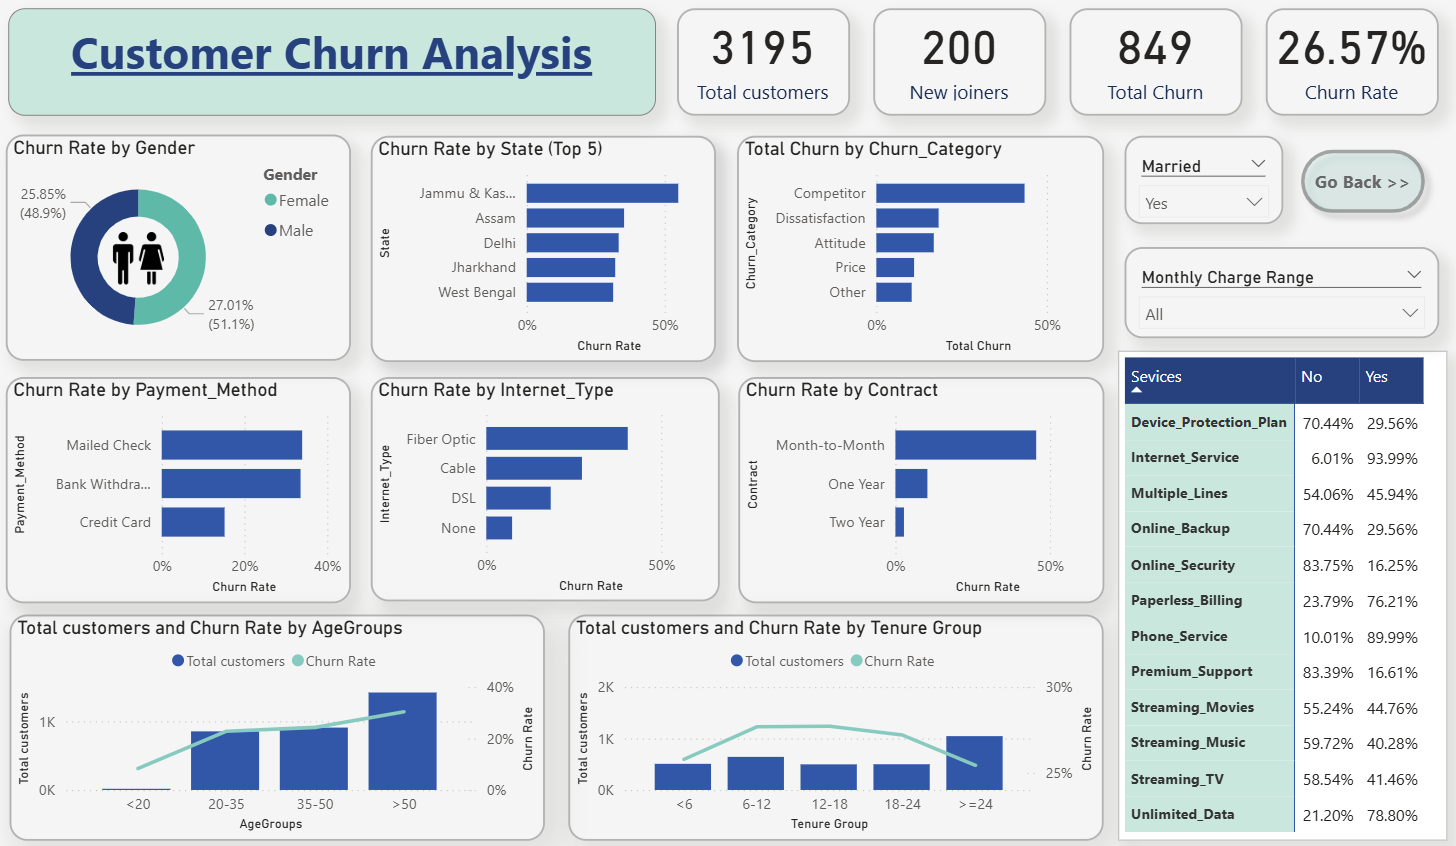 Customer Churn Analysis
3195
Total customers
200
New joiners
849
Total Churn
26.57%
Churn Rate
Churn Rate by Gender
25.85%
(48.9%)
27.01%
(51.1%)
Gender
Female
Male
Churn Rate by State (Top 5)
State
Jammu & Kas...
Assam
Delhi
Jharkhand
West Bengal
0% 50%
Churn Rate
Total Churn by Churn_Category
Churn_Category
Competitor
Dissatisfaction
Attitude
Price
Other
0% 50%
Total Churn
Married
Yes
Go Back >>
Monthly Charge Range
All
Churn Rate by Payment_Method
Payment_Method
Mailed Check
Bank Withdra...
Credit Card
0% 20% 40%
Churn Rate
Churn Rate by Internet_Type
Internet_Type
Fiber Optic
Cable
DSL
None
0% 50%
Churn Rate
Churn Rate by Contract
Contract
Month-to-Month
One Year
Two Year
0% 50%
Churn Rate
Sevices No Yes
Device_Protection_Plan 70.44% 29.56%
Internet_Service 6.01% 93.99%
Multiple_Lines 54.06% 45.94%
Online_Backup 70.44% 29.56%
Online_Security 83.75% 16.25%
Paperless_Billing 23.79% 76.21%
Phone_Service 10.01% 89.99%
Premium_Support 83.39% 16.61%
Streaming_Movies 55.24% 44.76%
Streaming_Music 59.72% 40.28%
Streaming_TV 58.54% 41.46%
Unlimited_Data 21.20% 78.80%
Total customers and Churn Rate by AgeGroups
Total customers Churn Rate
Total customers
1K
0K
40%
20%
0%
Churn Rate
<20 20-35 35-50 >50
AgeGroups
Total customers and Churn Rate by Tenure Group
Total customers Churn Rate
Total customers
2K
1K
0K
30%
25%
Churn Rate
<6 6-12 12-18 18-24 >=24
Tenure Group